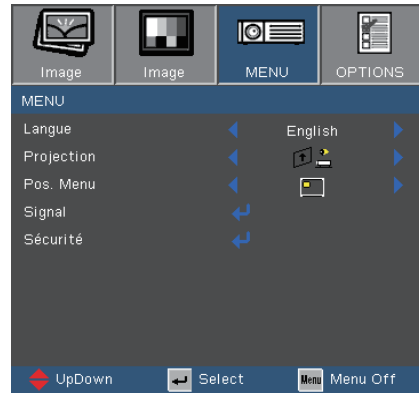 Image Image MENU OPTIONS
MENU
Langue English
Projection
Pos. Menu
Signal
Sécurité
UpDown Select Menu Menu Off